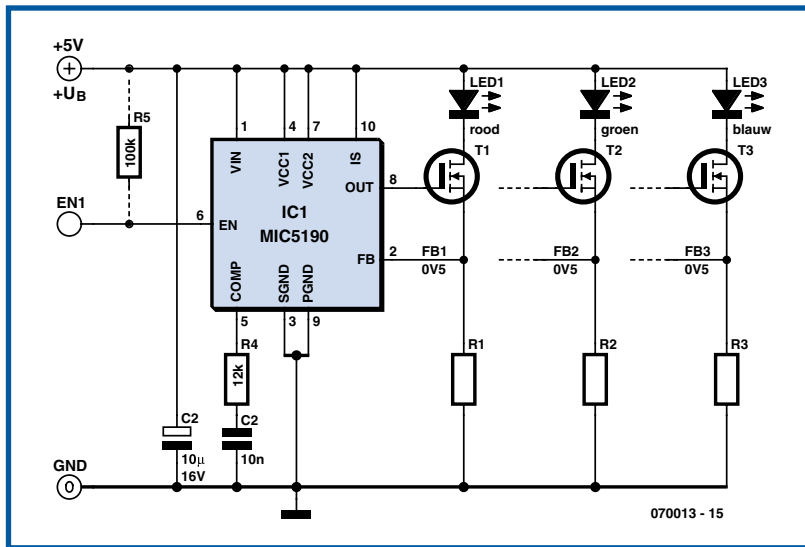 +5V
+UB
R5
100k
EN1
1
4
7
10
VIN
VCC1
VCC2
IS
OUT
8
6
EN
IC1
MIC5190
FB
2
COMP
SGND
PGND
5
3
9
LED1
rood
T1
LED2
groen
T2
LED3
blauw
T3
FB1
0V5
FB2
0V5
FB3
0V5
R4
12k
R1
R2
R3
C2
10µ
16V
C2
10n
GND
0
070013 - 15